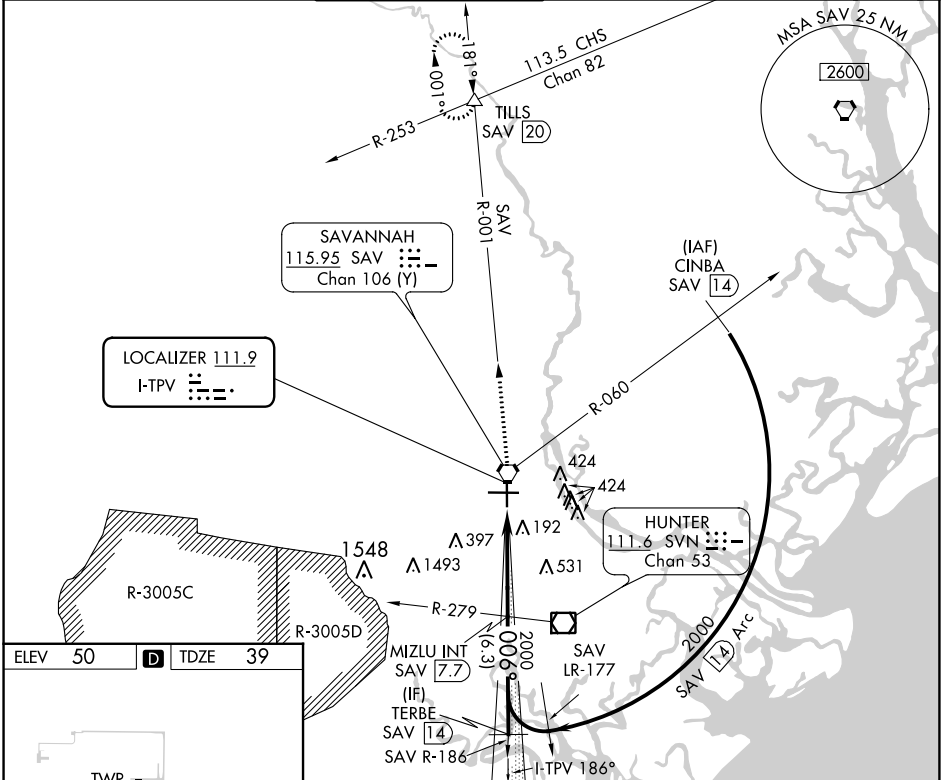 MSA SAV 25 NM
2600
181°
001°
113.5 CHS
Chan 82
TILLS
SAV 20
R-253
SAV
R-001
SAVANNAH
115.95 SAV
Chan 106 (Y)
(IAF)
CINBA
SAV 14
LOCALIZER 111.9
I-TPV
R-060
424
424
192
397
531
1548
1493
HUNTER
111.6 SVN
Chan 53
R-3005C
R-3005D
R-279
MIZLU INT
SAV 7.7
2000
006°
(6.3)
SAV
LR-177
2000
SAV 14 Arc
(IF)
TERBE
SAV 14
SAV R-186
I-TPV 186°
ELEV 50
D
TDZE 39
TWR